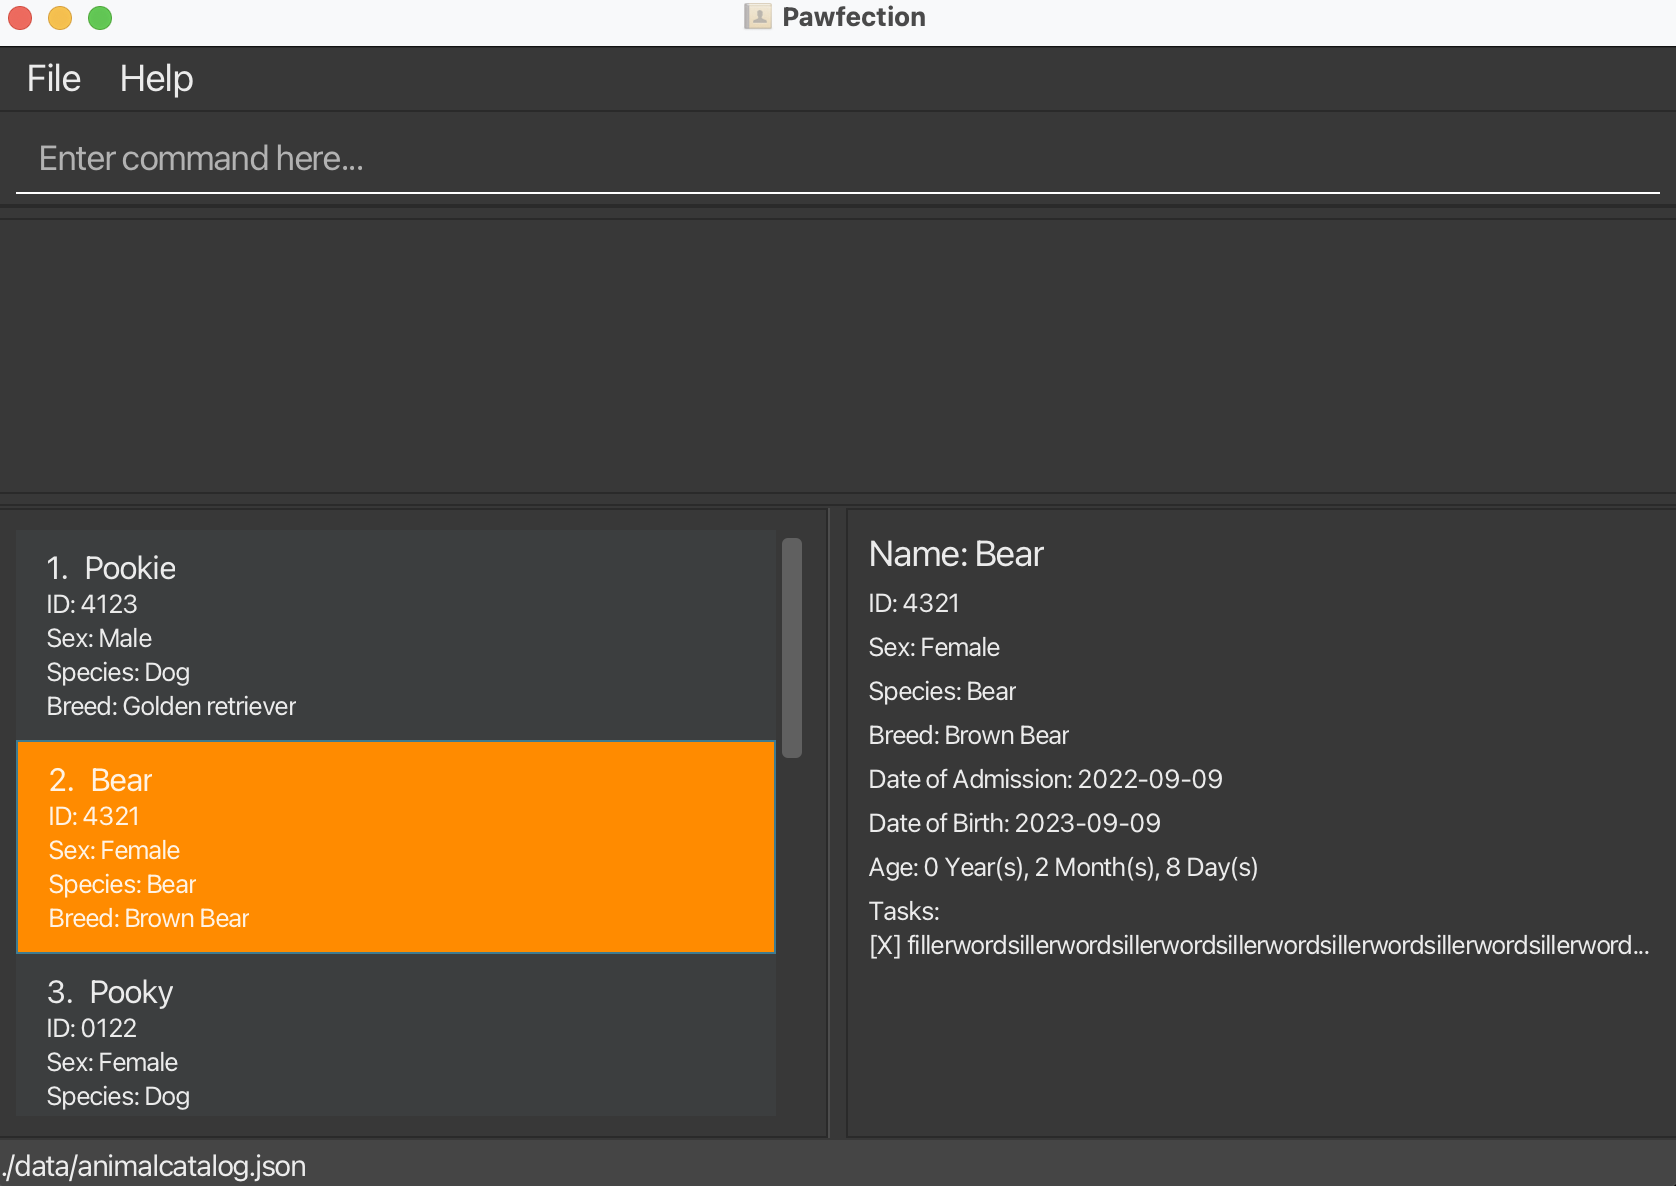 Pawfection
File Help
Enter command here...
1. Pookie
ID: 4123
Sex: Male
Species: Dog
Breed: Golden retriever
2. Bear
ID: 4321
Sex: Female
Species: Bear
Breed: Brown Bear
3. Pooky
ID: 0122
Sex: Female
Species: Dog
Name: Bear
ID: 4321
Sex: Female
Species: Bear
Breed: Brown Bear
Date of Admission: 2022-09-09
Date of Birth: 2023-09-09
Age: 0 Year(s), 2 Month(s), 8 Day(s)
Tasks:
[X] fillerwordsillerwordsillerwordsillerwordsillerwordsillerwordsillerword...
./data/animalcatalog.json